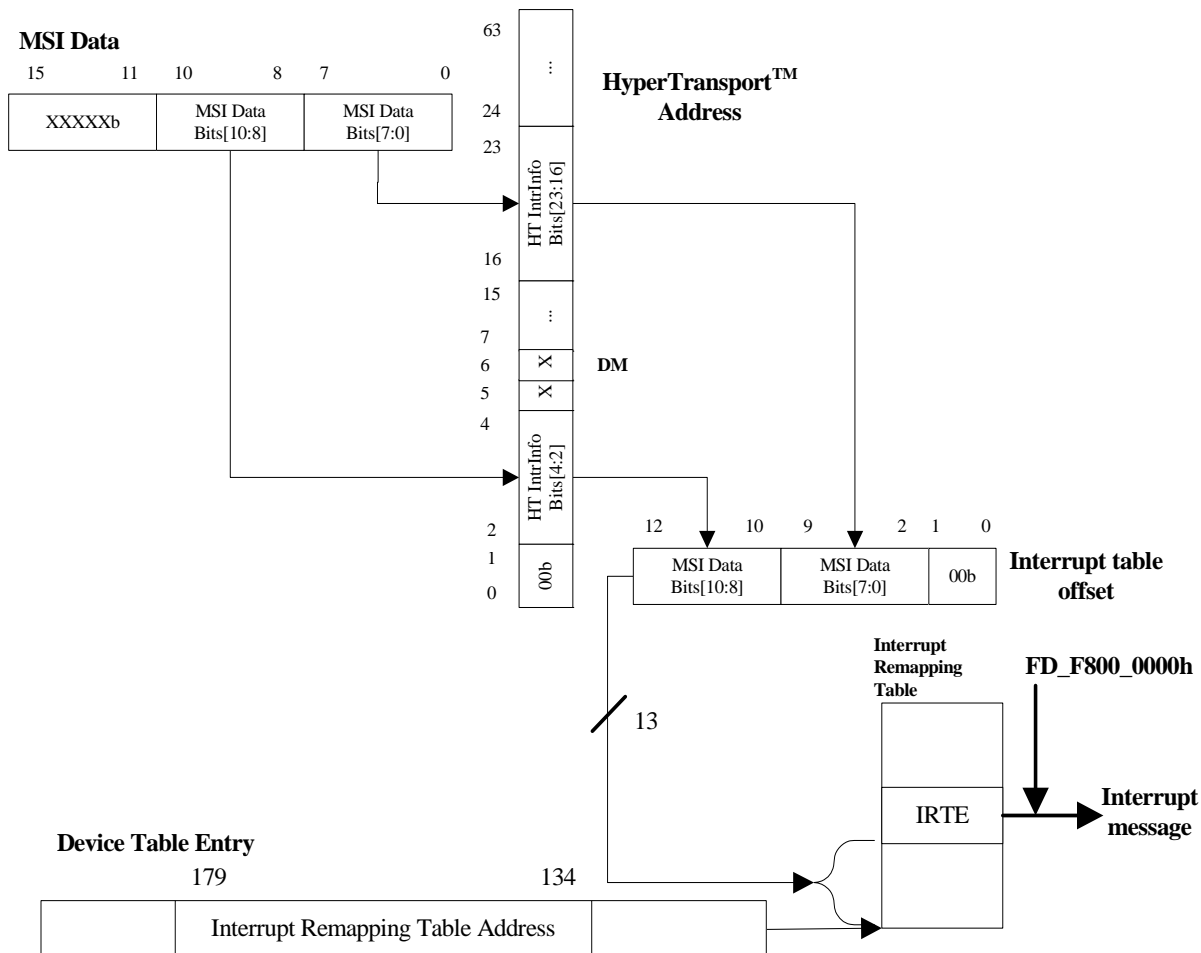 MSI Data
15 11 10 8 7 0
XXXXXb
MSI Data
Bits[10:8]
MSI Data
Bits[7:0]
63
...
24
HyperTransport™
Address
23
HT IntrInfo
Bits[23:16]
16
15
...
7
6
X
DM
5
X
4
HT IntrInfo
Bits[4:2]
2
1
00b
0
12 10 9 2 1 0
MSI Data
Bits[10:8]
MSI Data
Bits[7:0]
00b
Interrupt table
offset
Interrupt
Remapping
Table
FD_F800_0000h
13
IRTE
Interrupt
message
Device Table Entry
179 134
Interrupt Remapping Table Address